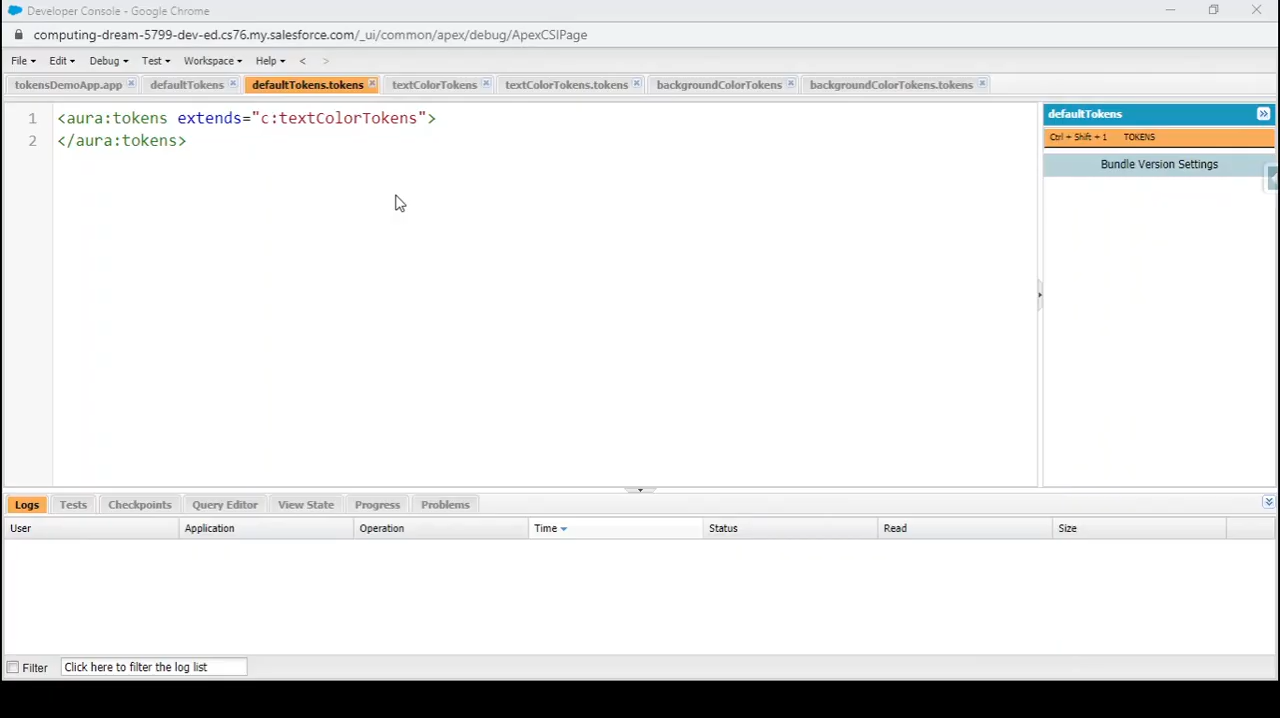 Developer Console - Google Chrome
computing-dream-5799-dev-ed.cs76.my.salesforce.com/_ui/common/apex/debug/ApexCSIPage
File Edit Debug Test Workspace Help < >
tokensDemoApp.app defaultTokens defaultTokens.tokens textColorTokens textColorTokens.tokens backgroundColorTokens backgroundColorTokens.tokens
1 <aura:tokens extends="c:textColorTokens">
2 </aura:tokens>
defaultTokens
Ctrl + Shift + 1 TOKENS
Bundle Version Settings
Logs Tests Checkpoints Query Editor View State Progress Problems
User Application Operation Time Status Read Size
Filter Click here to filter the log list